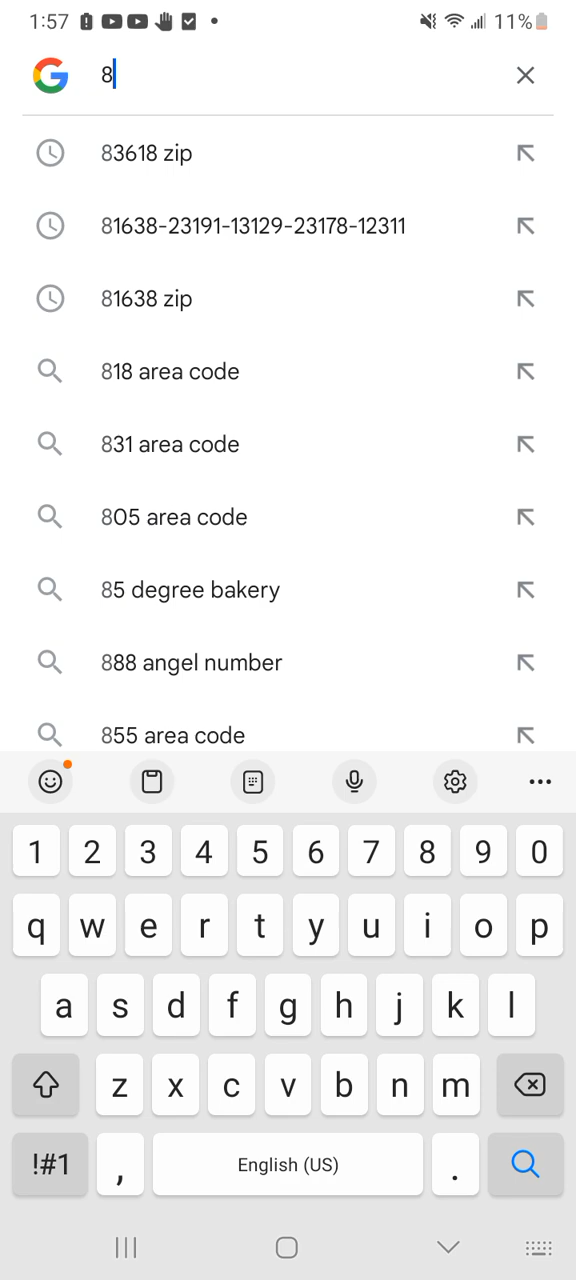 1:57 11%
8
83618 zip
81638-23191-13129-23178-12311
81638 zip
818 area code
831 area code
805 area code
85 degree bakery
888 angel number
855 area code
1 2 3 4 5 6 7 8 9 0
q w e r t y u i o p
a s d f g h j k l
z x c v b n m
!#1 , English (US) .